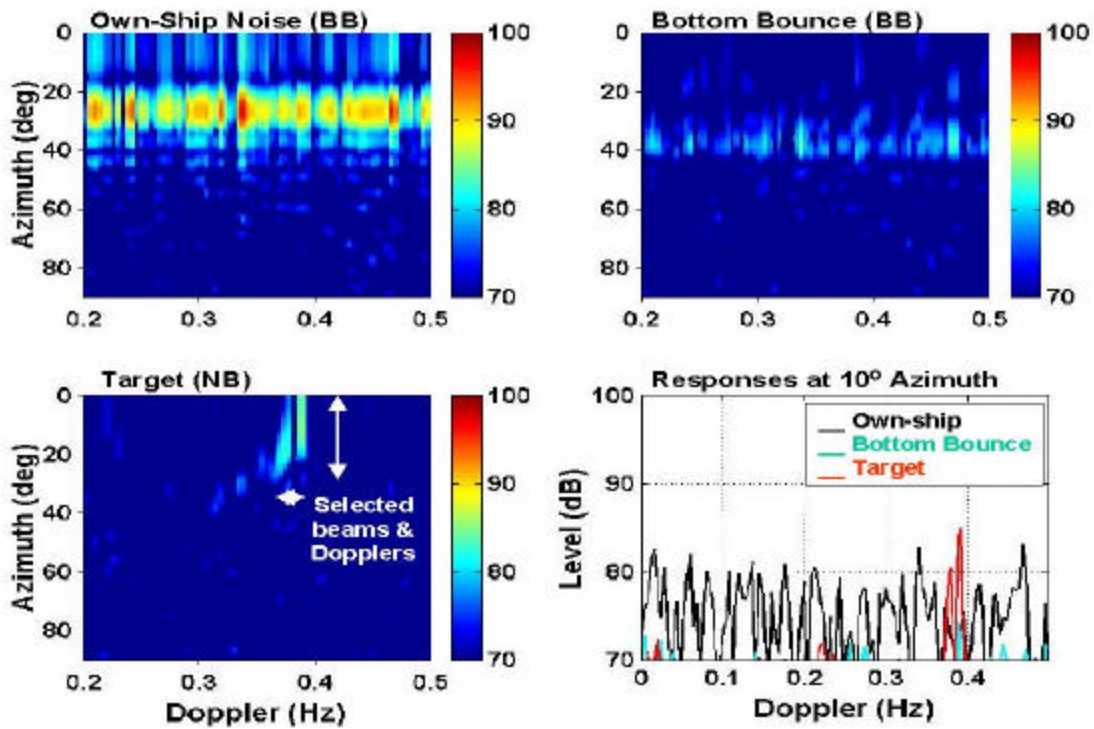 Own-Ship Noise (BB)
0
20
40
60
80
Azimuth (deg)
0.2 0.3 0.4 0.5
100
90
80
70
Bottom Bounce (BB)
0
20
40
60
80
0.2 0.3 0.4 0.5
100
90
80
70
Target (NB)
0
20
40
60
80
Azimuth (deg)
Selected
beams &
Dopplers
0.2 0.3 0.4 0.5
Doppler (Hz)
100
90
80
70
Responses at 10º Azimuth
100
90
80
70
Level (dB)
Own-ship
Bottom Bounce
Target
0 0.1 0.2 0.3 0.4
Doppler (Hz)